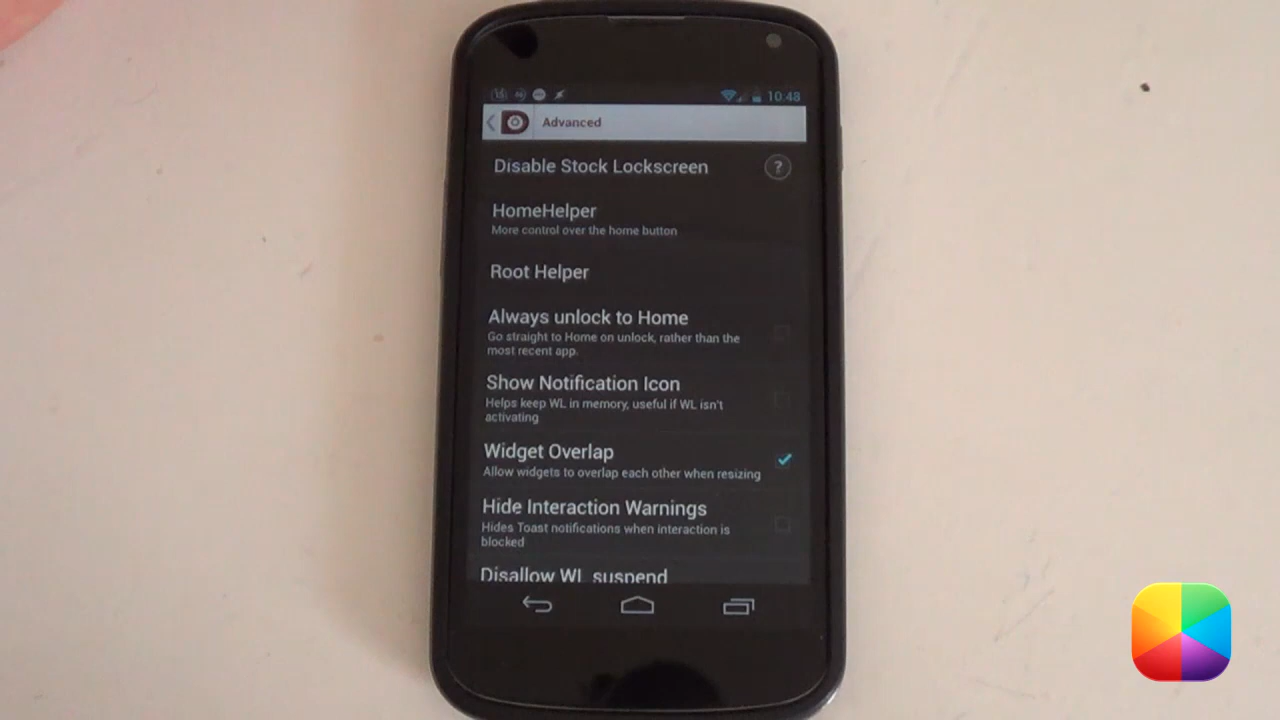 10:48
Advanced
Disable Stock Lockscreen
?
HomeHelper
More control over the home button
Root Helper
Always unlock to Home
Go straight to Home on unlock, rather than the
most recent app.
Show Notification Icon
Helps keep WL in memory, useful if WL isn't
activating
Widget Overlap
Allow widgets to overlap each other when resizing
Hide Interaction Warnings
Hides Toast notifications when interaction is
blocked
Disallow WL suspend